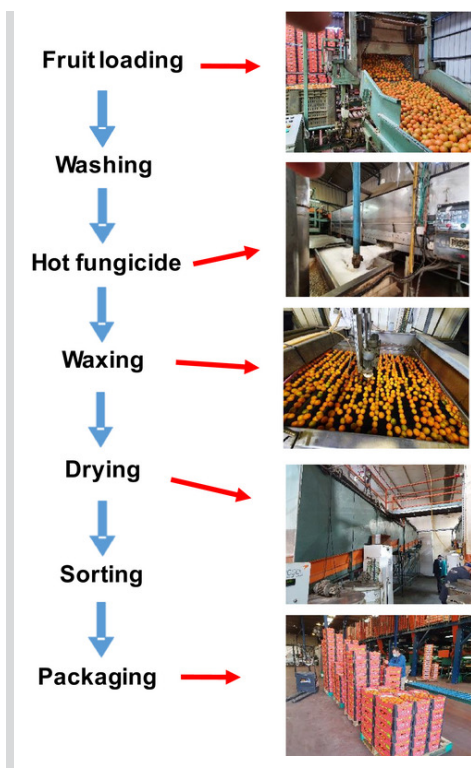 Fruit loading
Washing
Hot fungicide
Waxing
Drying
Sorting
Packaging